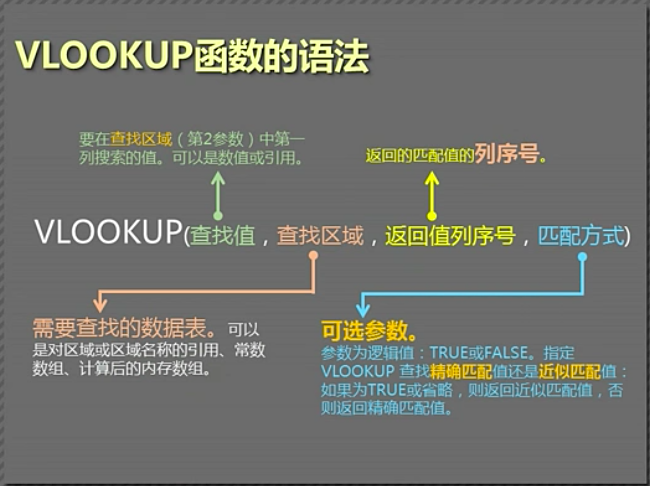 VLOOKUP函数的语法
要在查找区域（第2参数）中第一
列搜索的值。可以是数值或引用。
返回的匹配值的列序号。
VLOOKUP(查找值，查找区域，返回值列序号，匹配方式)
需要查找的数据表。可以
是对区域或区域名称的引用、常数
数组、计算后的内存数组。
可选参数。
参数为逻辑值：TRUE或FALSE。指定
VLOOKUP 查找精确匹配值还是近似匹配值：
如果为TRUE或省略，则返回近似匹配值，否
则返回精确匹配值。